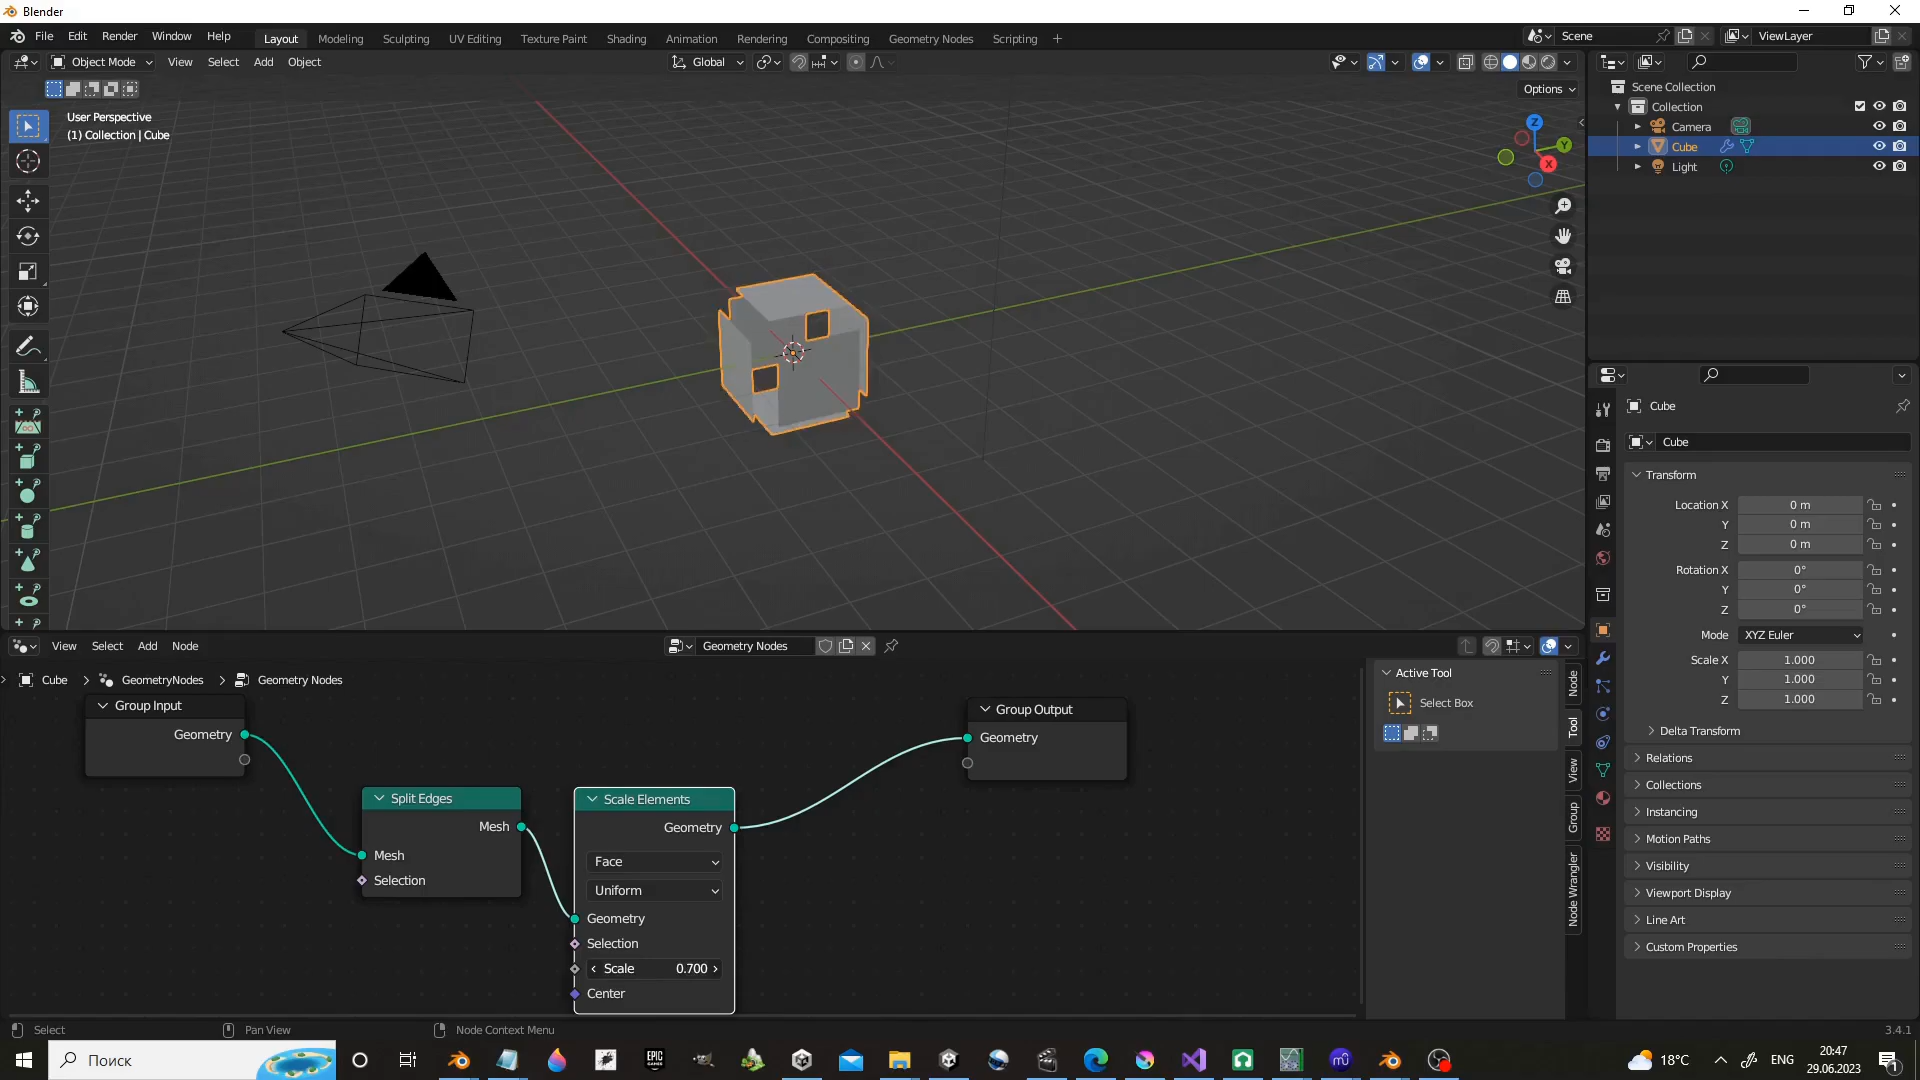 Blender
File Edit Render Window Help Layout Modeling Sculpting UV Editing Texture Paint Shading Animation Rendering Compositing Geometry Nodes Scripting + Scene ViewLayer
Object Mode View Select Add Object Global
Options
User Perspective
(1) Collection | Cube
Z
Y
X
Scene Collection
Collection
Camera
Cube
Light
Cube
Cube
Transform
Location X 0 m
Y 0 m
Z 0 m
Rotation X 0°
Y 0°
Z 0°
Mode XYZ Euler
Scale X 1.000
Y 1.000
Z 1.000
Delta Transform
Relations
Collections
Instancing
Motion Paths
Visibility
Viewport Display
Line Art
Custom Properties
View Select Add Node Geometry Nodes
Cube GeometryNodes Geometry Nodes
Group Input
Geometry
Split Edges
Mesh
Mesh
Selection
Scale Elements
Geometry
Face
Uniform
Geometry
Selection
Scale 0.700
Center
Group Output
Geometry
Active Tool
Select Box
Node
Tool
View
Group
Node Wrangler
Select Pan View Node Context Menu 3.4.1
Поиск
EPIC GAMES
18°C ENG
20:47
29.06.2023
1